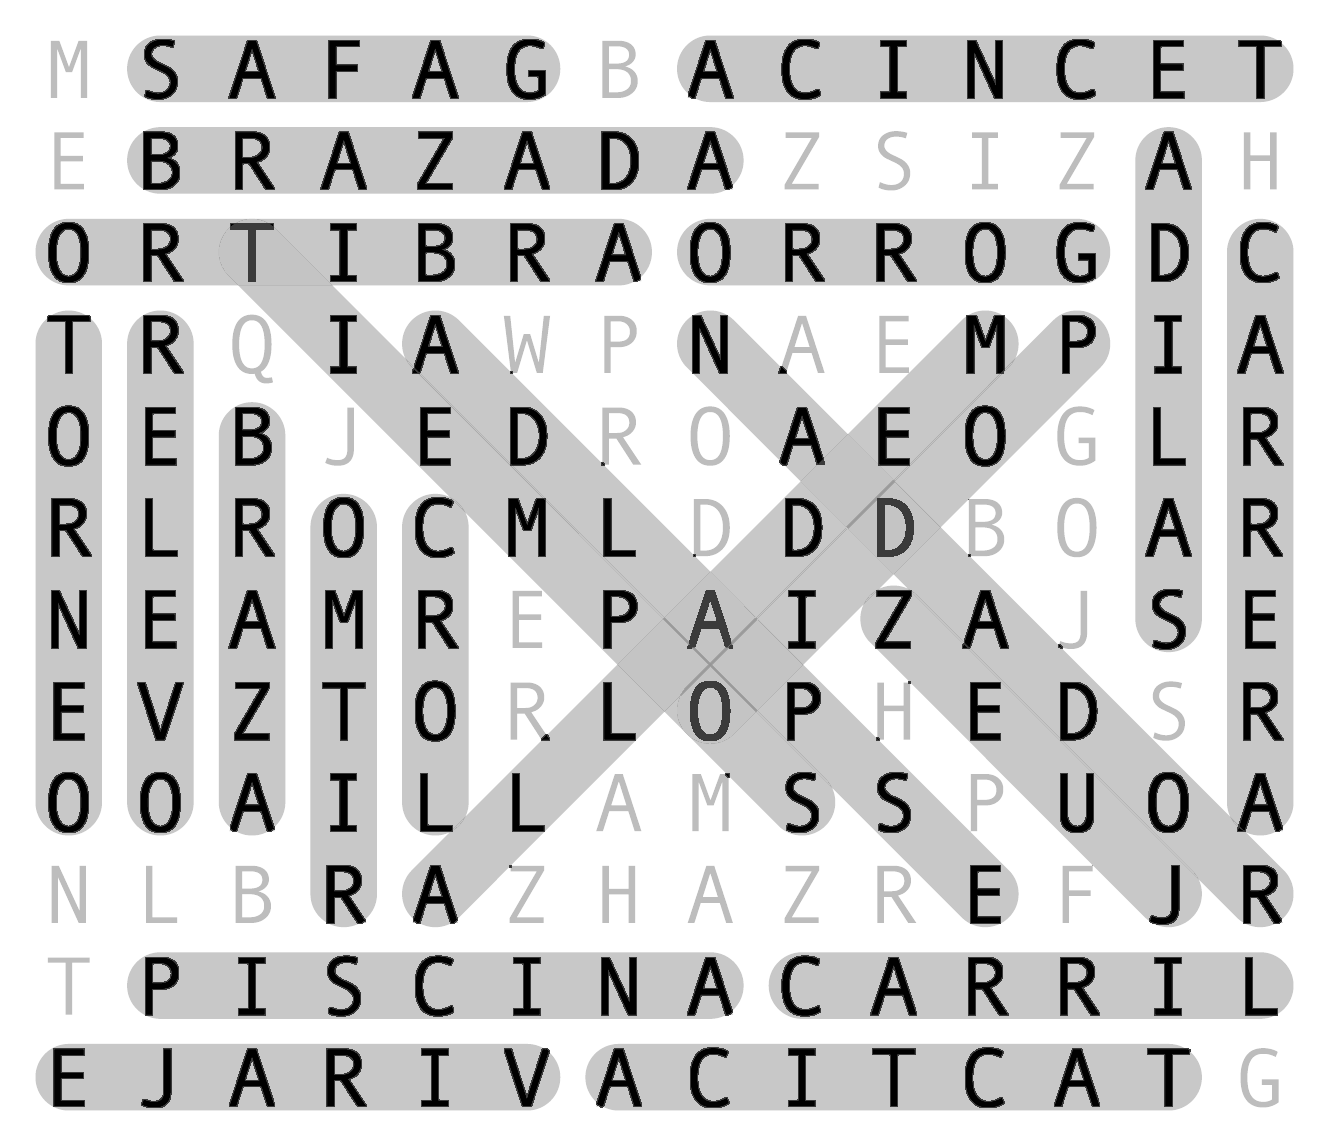 M S A F A G B A C I N C E T
E B R A Z A D A Z S I Z A H
O R T I B R A O R R O G D C
T R Q I A W P N A E M P I A
O E B J E D R O A E O G L R
R L R O C M L D D D B O A R
N E A M R E P A I Z A J S E
E V Z T O R L O P H E D S R
O O A I L L A M S S P U O A
N L B R A Z H A Z R E F J R
T P I S C I N A C A R R I L
E J A R I V A C I T C A T G